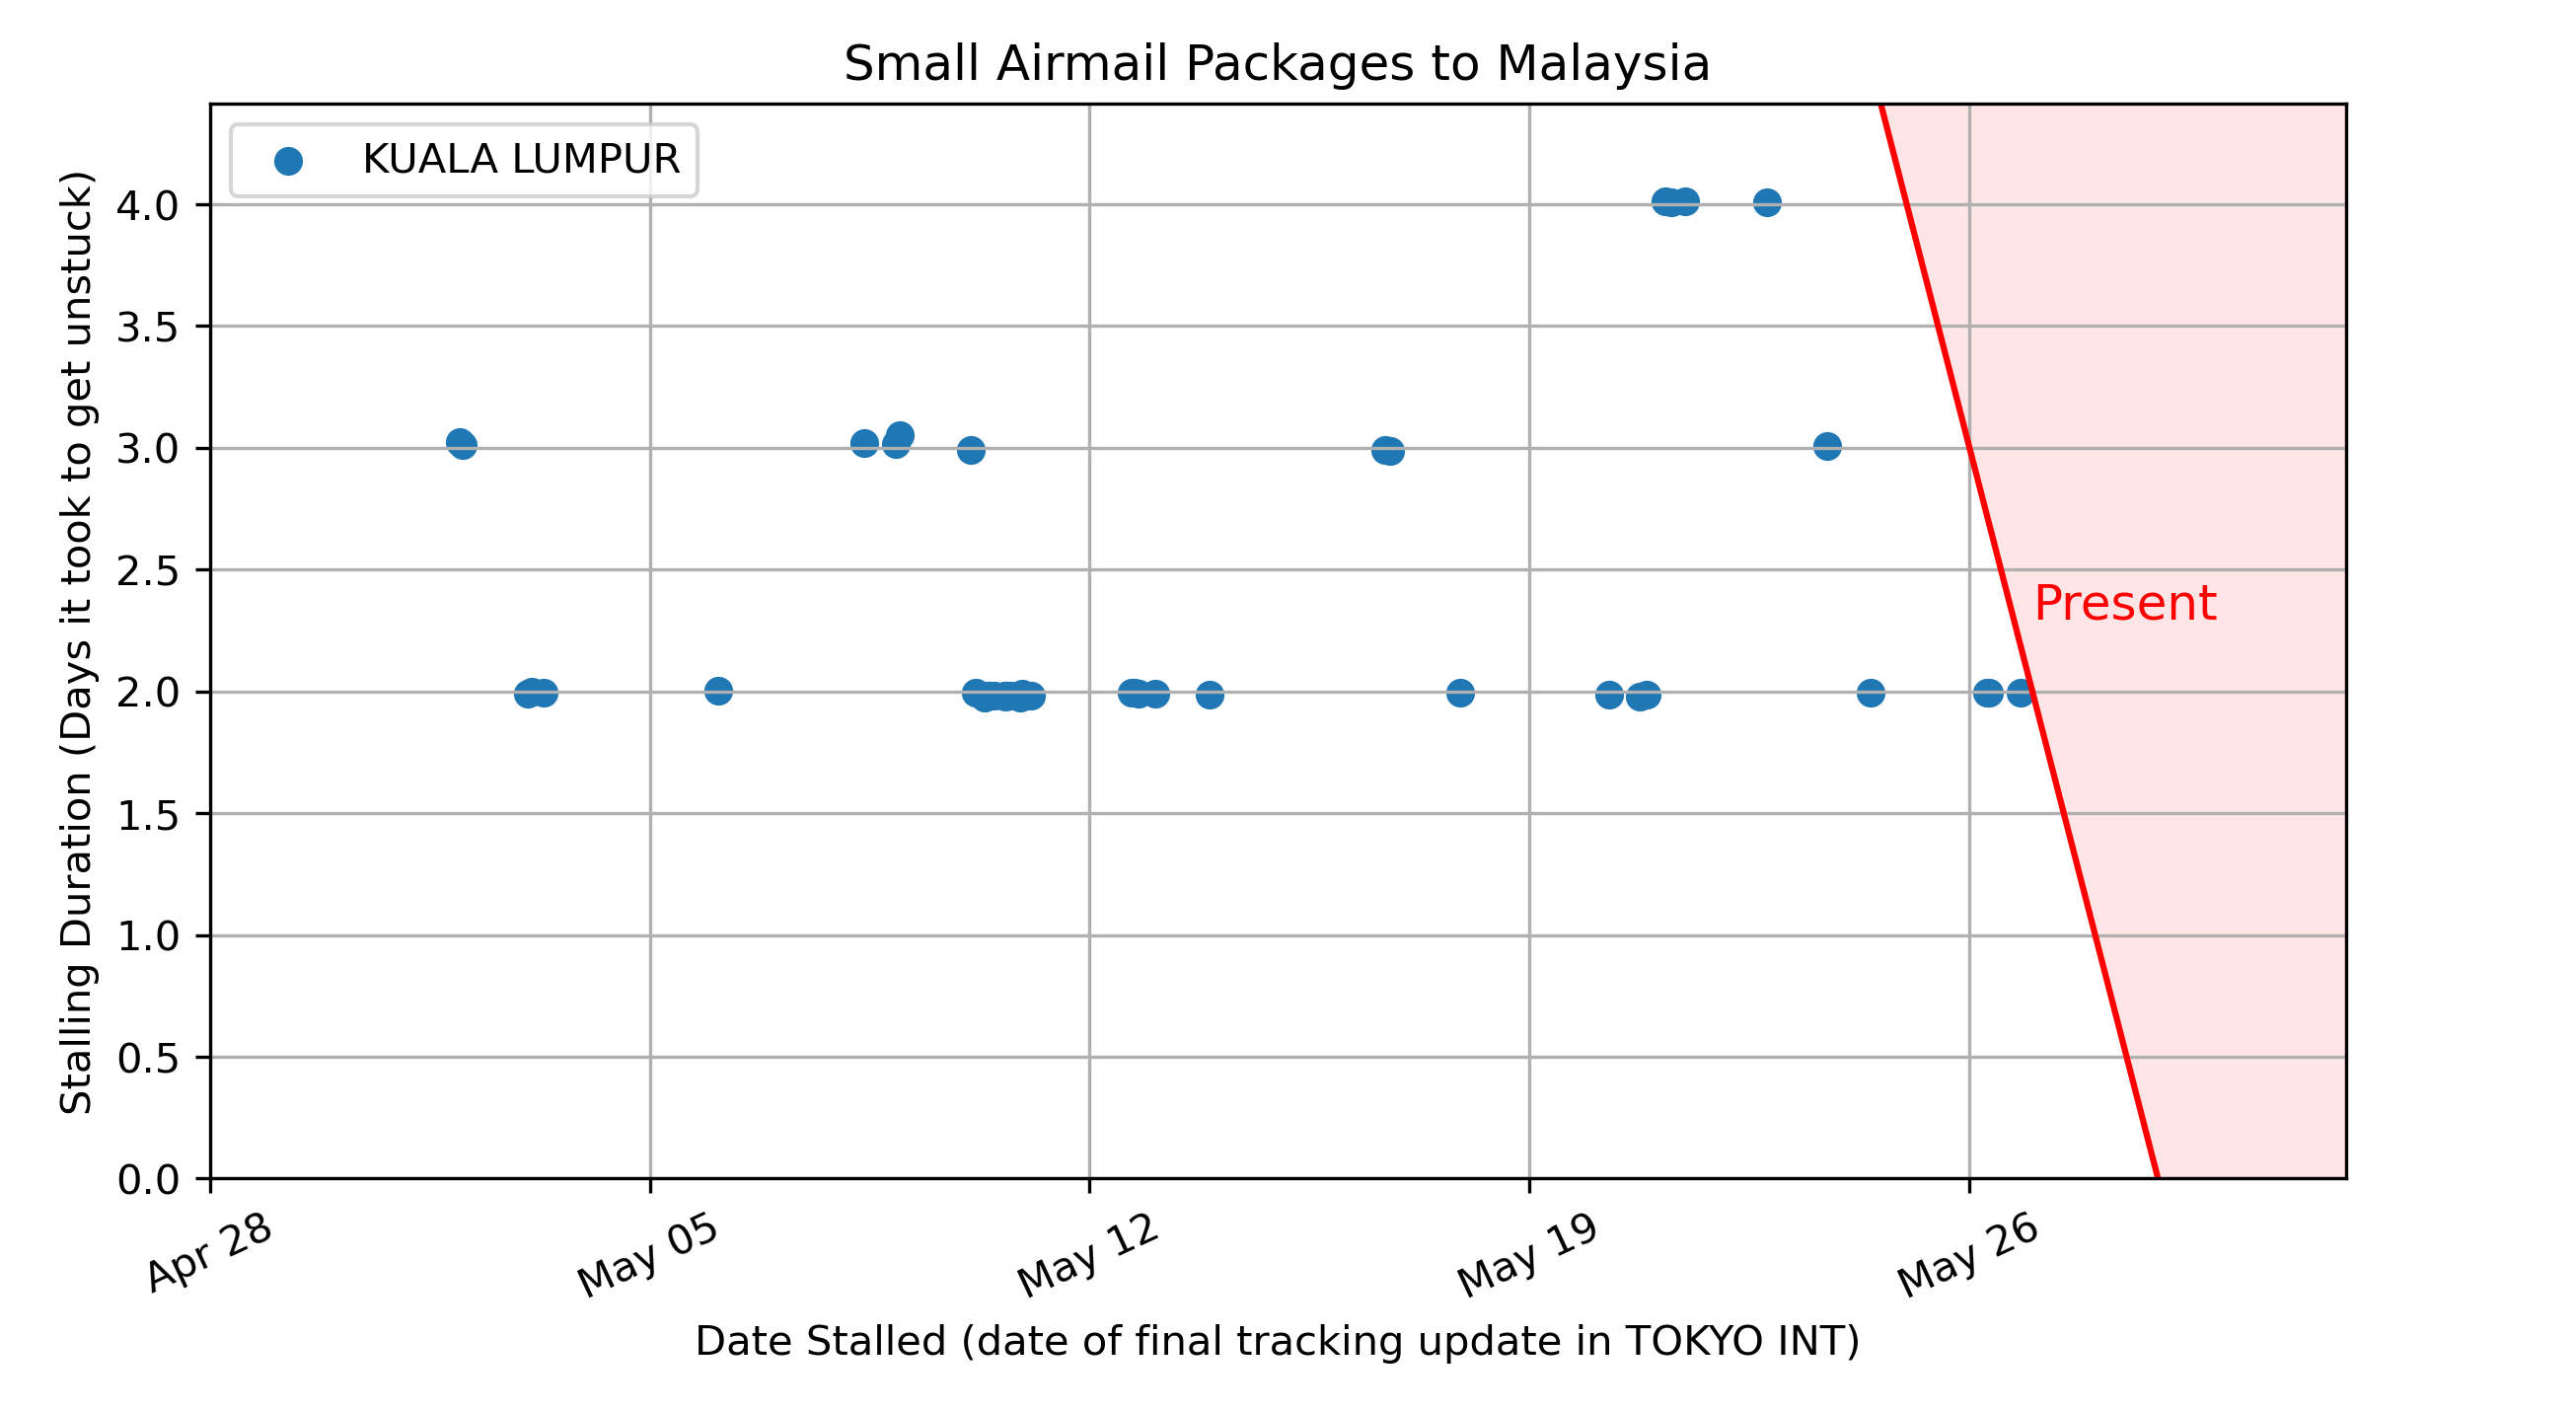 Small Airmail Packages to Malaysia
KUALA LUMPUR
Stalling Duration (Days it took to get unstuck)
4.0
3.5
3.0
2.5
2.0
1.5
1.0
0.5
0.0
Present
Apr 28
May 05
May 12
May 19
May 26
Date Stalled (date of final tracking update in TOKYO INT)